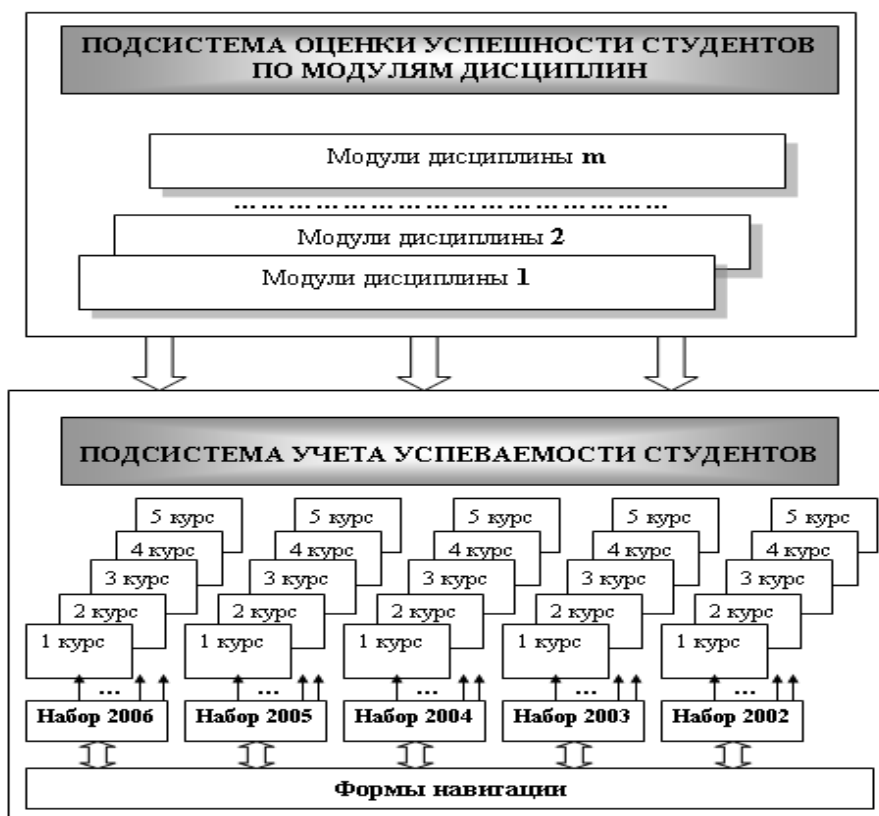 ПОДСИСТЕМА ОЦЕНКИ УСПЕШНОСТИ СТУДЕНТОВ
ПО МОДУЛЯМ ДИСЦИПЛИН
Модули дисциплины m
Модули дисциплины 2
Модули дисциплины 1
ПОДСИСТЕМА УЧЕТА УСПЕВАЕМОСТИ СТУДЕНТОВ
5 курс 5 курс 5 курс 5 курс 5 курс
4 курс 4 курс 4 курс 4 курс 4 курс
3 курс 3 курс 3 курс 3 курс 3 курс
2 курс 2 курс 2 курс 2 курс 2 курс
1 курс 1 курс 1 курс 1 курс 1 курс
... ... ... ... ...
Набор 2006 Набор 2005 Набор 2004 Набор 2003 Набор 2002
Формы навигации